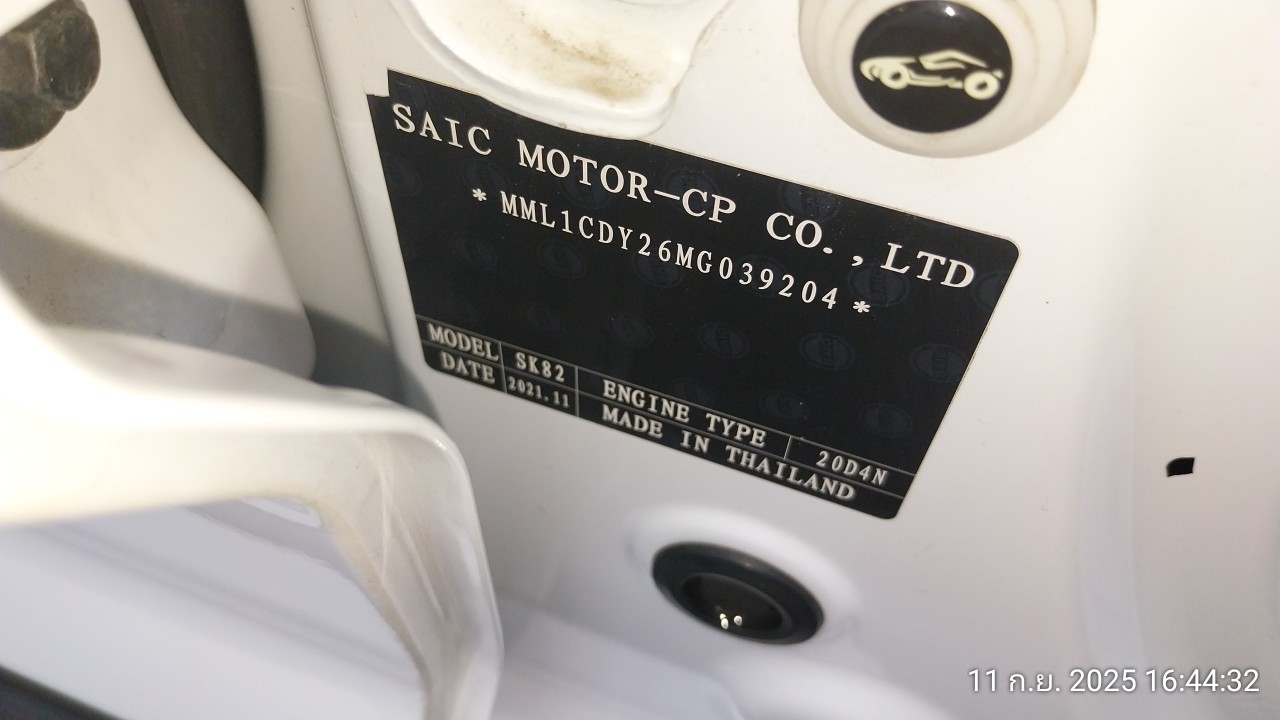 SAIC MOTOR-CP CO.,LTD
* MML1CDY26MG039204 *
MODEL SK82 ENGINE TYPE 20D4N
DATE 2021.11 MADE IN THAILAND
11 ก.ย. 2025 16:44:32